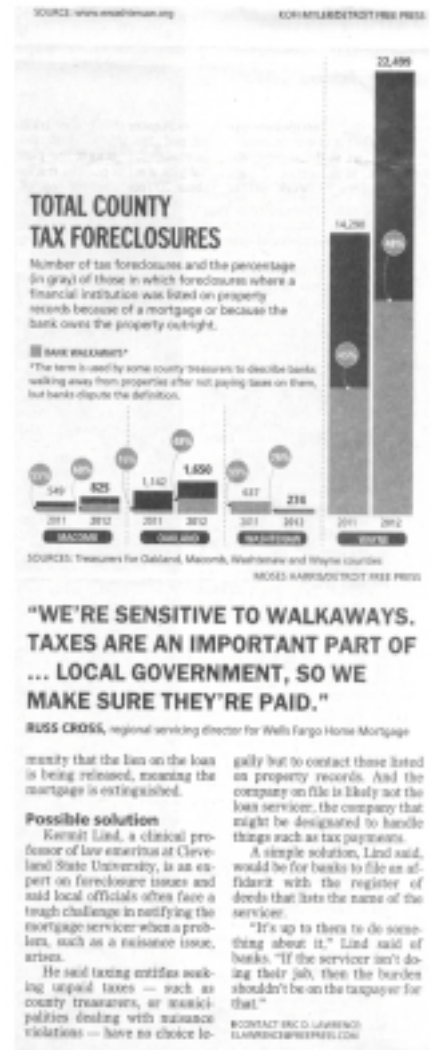 SOURCE: www.ewashtenaw.org
KORI MYLER/DETROIT FREE PRESS
22,499
14,298
TOTAL COUNTY
TAX FORECLOSURES
Number of tax foreclosures and the percentage
(in gray) of those in which foreclosures where a
financial institution was listed on property
records because of a mortgage or because the
bank owns the property outright.
BANK WALKAWAYS*
*The term is used by some county treasurers to describe banks
walking away from properties after not paying taxes on them,
but banks dispute the definition.
549
825
1,142
1,650
637
2011
2012
2011
2012
2011
2012
2011
2012
MACOMB
OAKLAND
WASHTENAW
WAYNE
SOURCES: Treasurers for Oakland, Macomb, Washtenaw and Wayne counties
MOSES HARRIS/DETROIT FREE PRESS
“WE’RE SENSITIVE TO WALKAWAYS.
TAXES ARE AN IMPORTANT PART OF
... LOCAL GOVERNMENT, SO WE
MAKE SURE THEY’RE PAID.”
RUSS CROSS, regional servicing director for Wells Fargo Home Mortgage
munity that the lien on the loan
is being released, meaning the
mortgage is extinguished.
Possible solution
Kermit Lind, a clinical pro-
fessor of law emeritus at Cleve-
land State University, is an ex-
pert on foreclosure issues and
said local officials often face a
tough challenge in notifying the
mortgage servicer when a prob-
lem, such as a nuisance issue,
arises.
He said taxing entities seek-
ing unpaid taxes — such as
county treasurers, or munici-
palities dealing with nuisance
violations — have no choice le-
gally but to contact those listed
on property records. And the
company on file is likely not the
loan servicer, the company that
might be designated to handle
things such as tax payments.
A simple solution, Lind said,
would be for banks to file an af-
fidavit with the register of
deeds that lists the name of the
servicer.
“It’s up to them to do some-
thing about it,” Lind said of
banks. “If the servicer isn’t do-
ing their job, then the burden
shouldn’t be on the taxpayer for
that.”
CONTACT ERIC D. LAWRENCE:
ELAWRENCE@FREEPRESS.COM